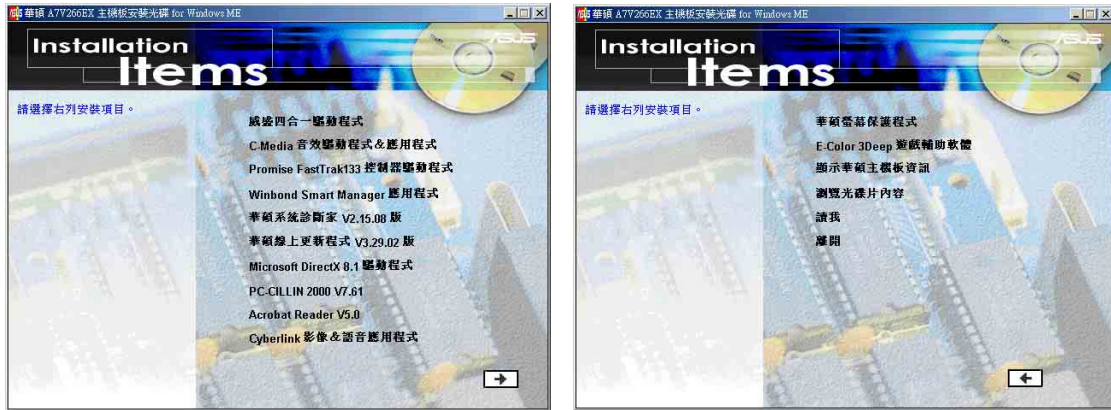 華碩 A7V266EX 主機板安裝光碟 for Windows ME
Installation
Items
/SUS
請選擇右列安裝項目。
威盛四合一驅動程式
C-Media 音效驅動程式&應用程式
Promise FastTrak133 控制器驅動程式
Winbond Smart Manager 應用程式
華碩系統診斷家 V2.15.08 版
華碩線上更新程式 V3.29.02 版
Microsoft DirectX 8.1 驅動程式
PC-CILLIN 2000 V7.61
Acrobat Reader V5.0
Cyberlink 影像&語音應用程式
華碩 A7V266EX 主機板安裝光碟 for Windows ME
Installation
Items
/SUS
請選擇右列安裝項目。
華碩螢幕保護程式
E-Color 3Deep 遊戲輔助軟體
顯示華碩主機板資訊
瀏覽光碟片內容
讀我
離開